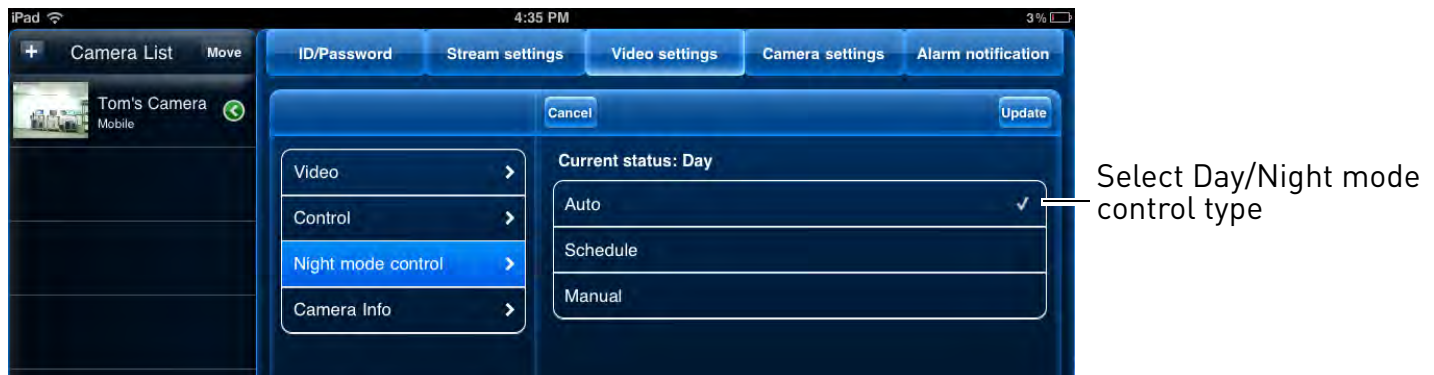 iPad 4:35 PM 3%
+ Camera List Move
ID/Password Stream settings Video settings Camera settings Alarm notification
Tom's Camera
Mobile
Cancel Update
Video
Control
Night mode control
Camera Info
Current status: Day
Auto
Schedule
Manual
Select Day/Night mode
control type